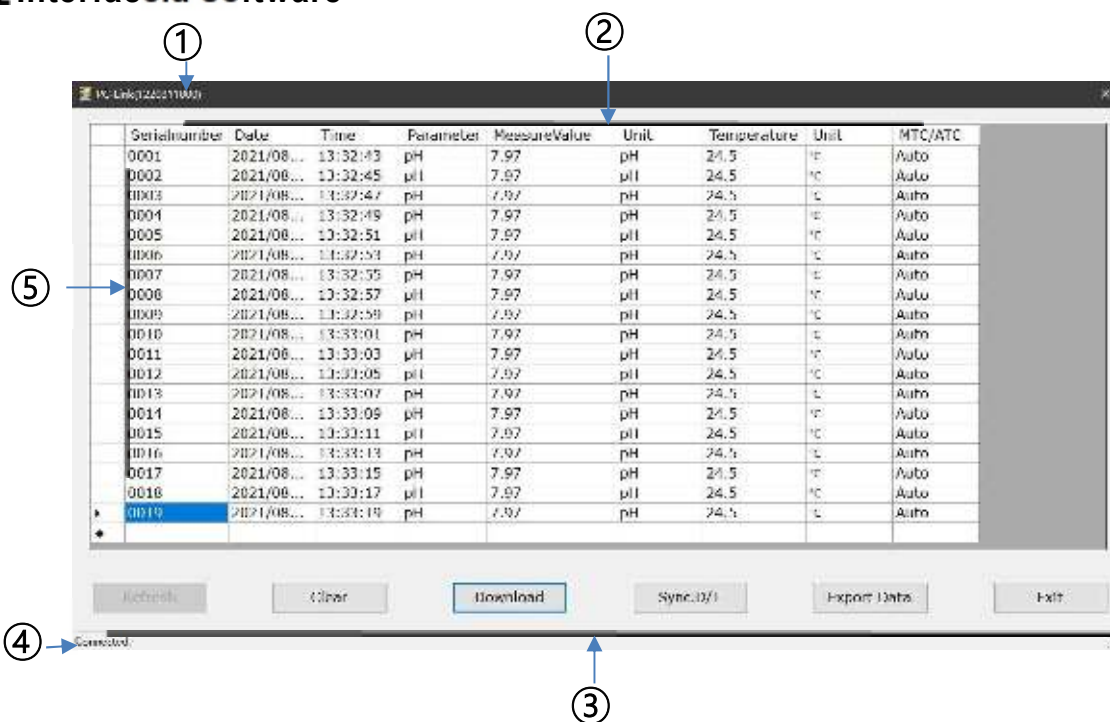 Interfaccia Software
①
②
PC-Link(1220311000)
Serialnumber Date Time Parameter MeesureValue Unit Temperature Unit MTC/ATC
0001 2021/08... 13:32:43 pH 7.97 pH 24.5 °C Auto
0002 2021/08... 13:32:45 pH 7.97 pH 24.5 °C Auto
0003 2021/08... 13:32:47 pH 7.97 pH 24.5 °C Auto
0004 2021/08... 13:32:49 pH 7.97 pH 24.5 °C Auto
0005 2021/08... 13:32:51 pH 7.97 pH 24.5 °C Auto
0006 2021/08... 13:32:53 pH 7.97 pH 24.5 °C Auto
⑤
0007 2021/08... 13:32:55 pH 7.97 pH 24.5 °C Auto
0008 2021/08... 13:32:57 pH 7.97 pH 24.5 °C Auto
0009 2021/08... 13:32:59 pH 7.97 pH 24.5 °C Auto
0010 2021/08... 13:33:01 pH 7.97 pH 24.5 °C Auto
0011 2021/08... 13:33:03 pH 7.97 pH 24.5 °C Auto
0012 2021/08... 13:33:05 pH 7.97 pH 24.5 °C Auto
0013 2021/08... 13:33:07 pH 7.97 pH 24.5 °C Auto
0014 2021/08... 13:33:09 pH 7.97 pH 24.5 °C Auto
0015 2021/08... 13:33:11 pH 7.97 pH 24.5 °C Auto
0016 2021/08... 13:33:13 pH 7.97 pH 24.5 °C Auto
0017 2021/08... 13:33:15 pH 7.97 pH 24.5 °C Auto
0018 2021/08... 13:33:17 pH 7.97 pH 24.5 °C Auto
0019 2021/08... 13:33:19 pH 7.97 pH 24.5 °C Auto
Refresh Clear Download Sync.D/T Export Data Exit
④
Connected.
③